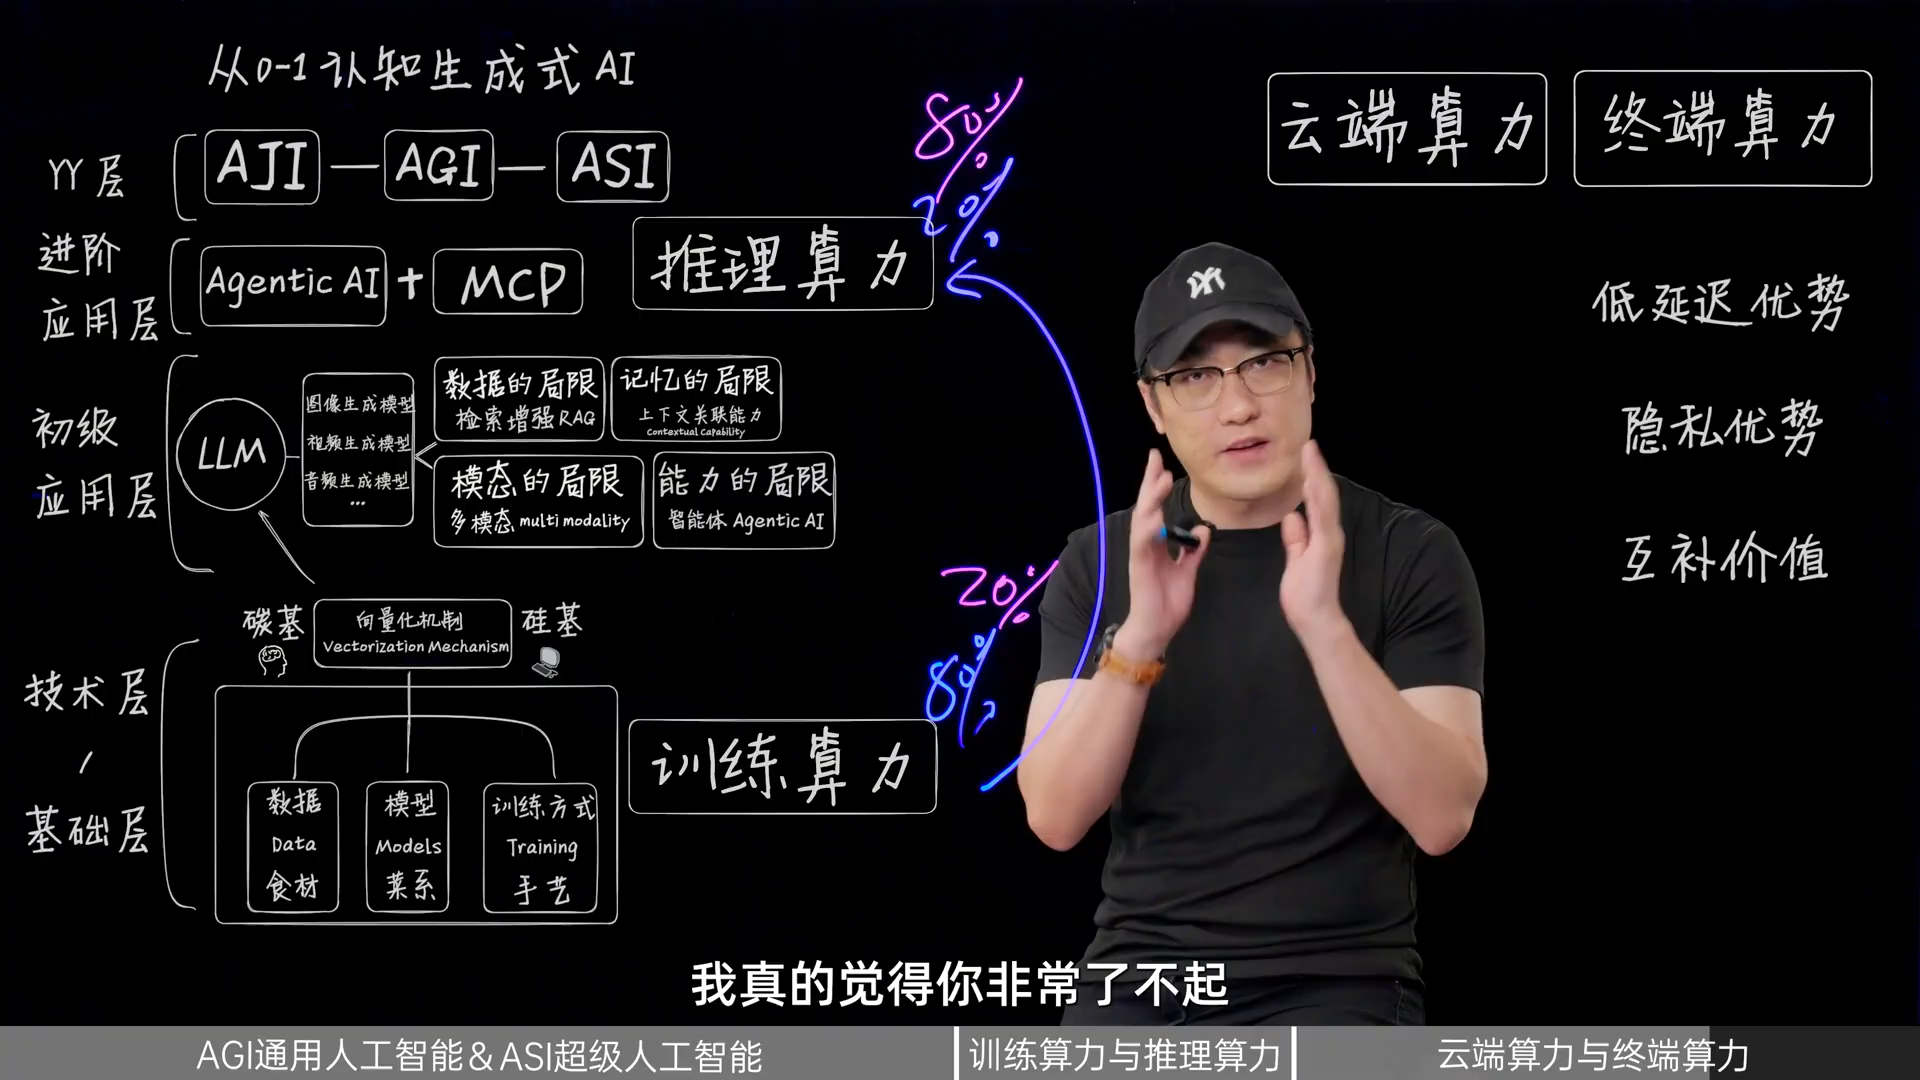 从0-1认知生成式AI
YY层
AJI — AGI — ASI
进阶
应用层
Agentic AI + MCP
推理算力
80%
20%
初级
应用层
LLM
图像生成模型
视频生成模型
音频生成模型
...
数据的局限
检索增强RAG
记忆的局限
上下文关联能力
Contextual Capability
模态的局限
多模态 multi modality
能力的局限
智能体 Agentic AI
碳基
向量化机制
Vectorization Mechanism
硅基
技术层
/
基础层
数据
Data
食材
模型
Models
菜系
训练方式
Training
手艺
训练算力
20%
80%
云端算力
终端算力
低延迟优势
隐私优势
互补价值
我真的觉得你非常了不起
AGI通用人工智能&ASI超级人工智能
训练算力与推理算力
云端算力与终端算力